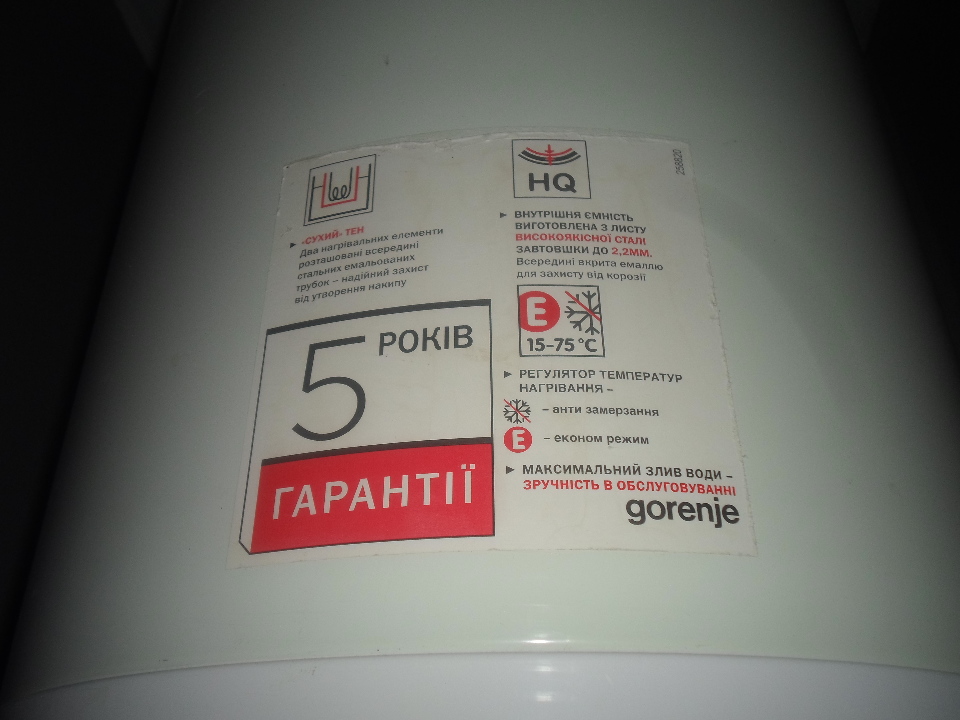 «СУХИЙ» ТЕН
Два нагрівальних елементи
розташовані всередині
стальних емальованих
трубок – надійний захист
від утворення накипу
5 РОКІВ
ГАРАНТІЇ
HQ
ВНУТРІШНЯ ЄМНІСТЬ
ВИГОТОВЛЕНА З ЛИСТУ
ВИСОКОЯКІСНОЇ СТАЛІ
ЗАВТОВШКИ ДО 2,2ММ.
Всередині вкрита емаллю
для захисту від корозії
E
15–75°C
РЕГУЛЯТОР ТЕМПЕРАТУР
НАГРІВАННЯ –
– анти замерзання
E – економ режим
МАКСИМАЛЬНИЙ ЗЛИВ ВОДИ –
ЗРУЧНІСТЬ В ОБСЛУГОВУВАННІ
gorenje